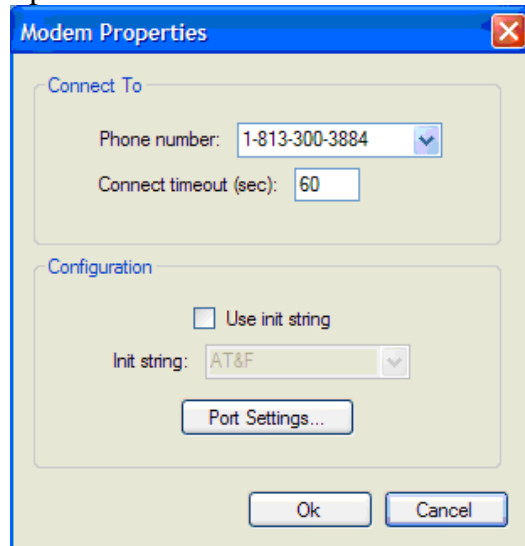 Modem Properties
Connect To
Phone number: 1-813-300-3884
Connect timeout (sec): 60
Configuration
Use init string
Init string: AT&F
Port Settings...
Ok Cancel